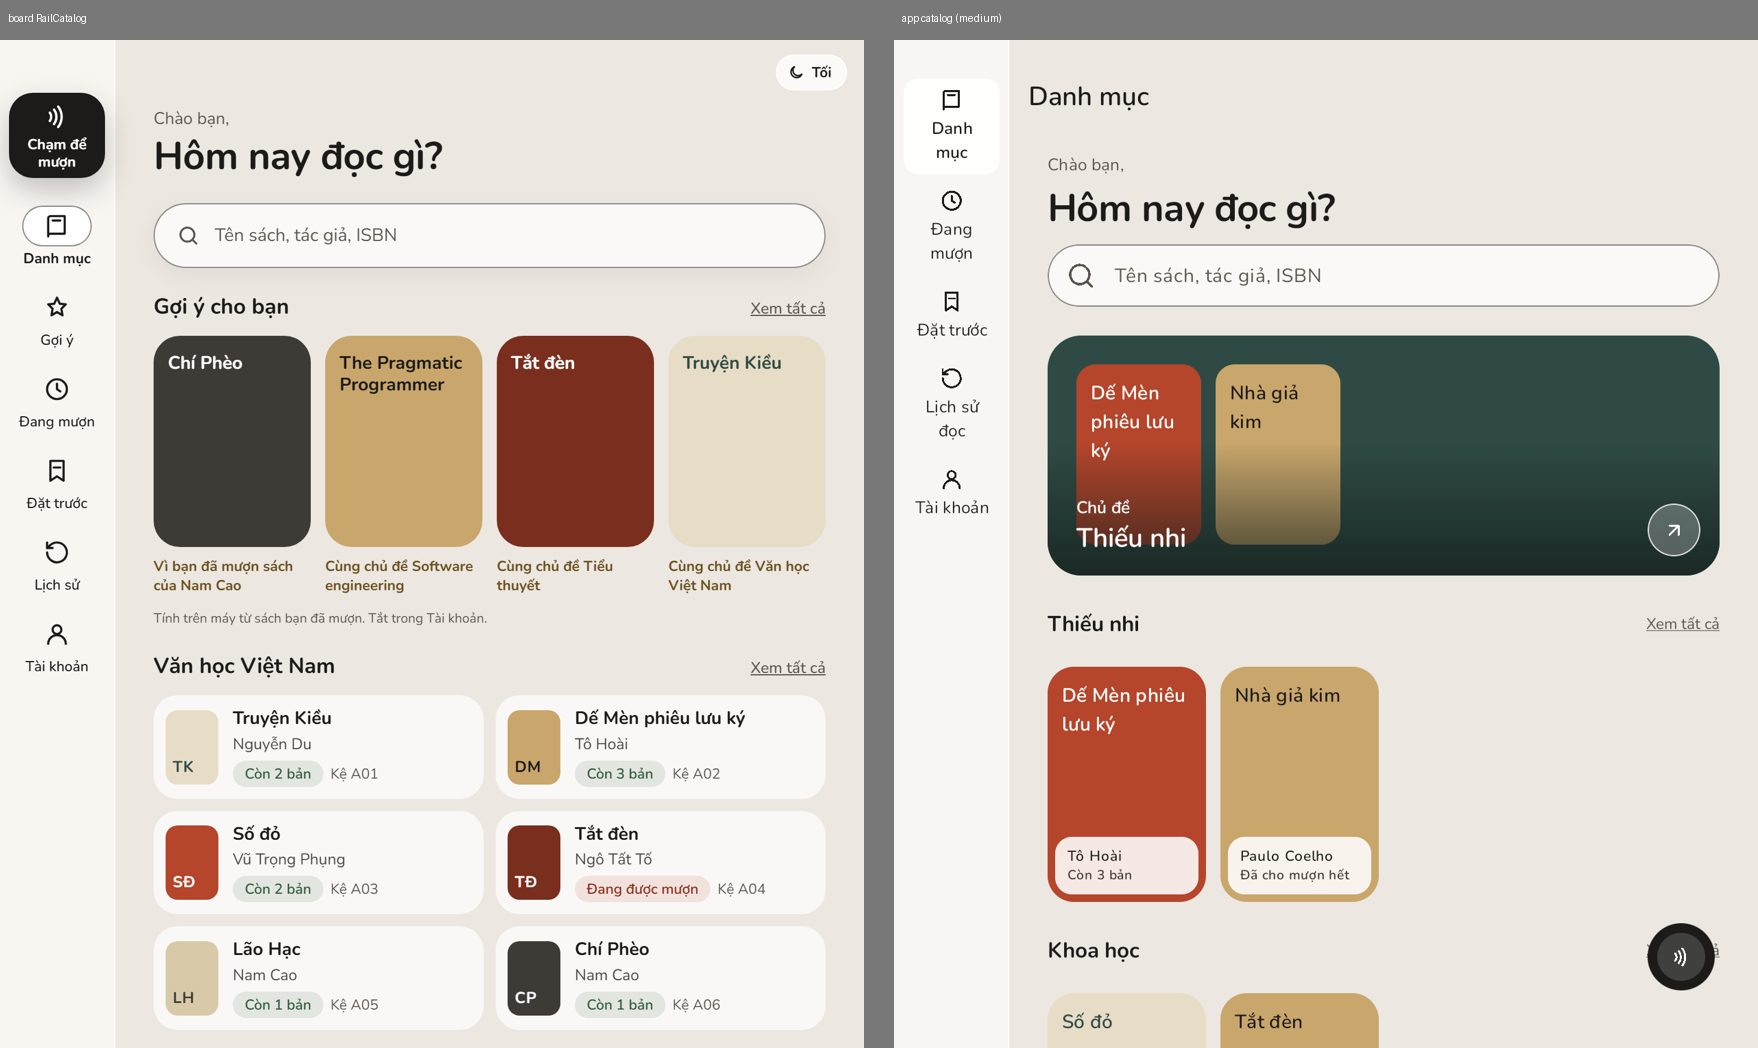 board RailCatalog
Chạm để
mượn
Danh mục
Gợi ý
Đang mượn
Đặt trước
Lịch sử
Tài khoản
Tối
Chào bạn,
Hôm nay đọc gì?
Tên sách, tác giả, ISBN
Gợi ý cho bạn
Xem tất cả
Chí Phèo
The Pragmatic
Programmer
Tắt đèn
Truyện Kiều
Vì bạn đã mượn sách
của Nam Cao
Cùng chủ đề Software
engineering
Cùng chủ đề Tiểu
thuyết
Cùng chủ đề Văn học
Việt Nam
Tính trên máy từ sách bạn đã mượn. Tắt trong Tài khoản.
Văn học Việt Nam
Xem tất cả
TK
Truyện Kiều
Nguyễn Du
Còn 2 bản
Kệ A01
DM
Dế Mèn phiêu lưu ký
Tô Hoài
Còn 3 bản
Kệ A02
SĐ
Số đỏ
Vũ Trọng Phụng
Còn 2 bản
Kệ A03
TĐ
Tắt đèn
Ngô Tất Tố
Đang được mượn
Kệ A04
LH
Lão Hạc
Nam Cao
Còn 1 bản
Kệ A05
CP
Chí Phèo
Nam Cao
Còn 1 bản
Kệ A06
app catalog (medium)
Danh
mục
Đang
mượn
Đặt trước
Lịch sử
đọc
Tài khoản
Danh mục
Chào bạn,
Hôm nay đọc gì?
Tên sách, tác giả, ISBN
Dế Mèn
phiêu lưu
ký
Nhà giả
kim
Chủ đề
Thiếu nhi
Thiếu nhi
Xem tất cả
Dế Mèn phiêu
lưu ký
Tô Hoài
Còn 3 bản
Nhà giả kim
Paulo Coelho
Đã cho mượn hết
Khoa học
Số đỏ
Tắt đèn